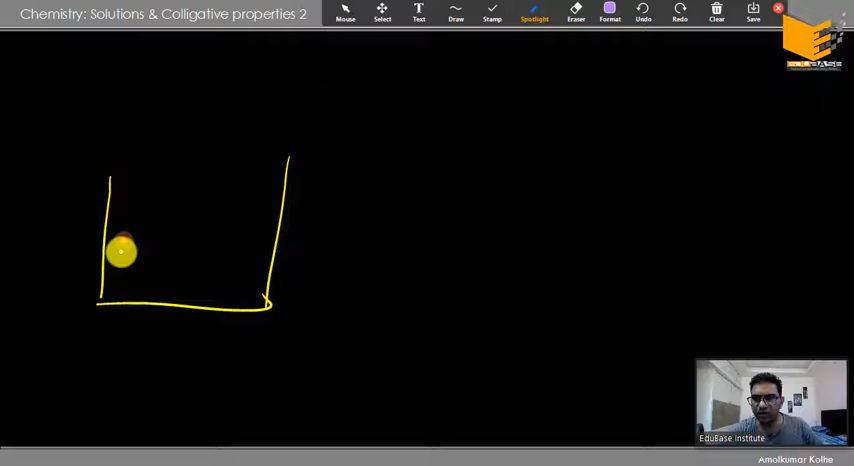 Chemistry: Solutions & Colligative properties 2
Mouse Select Text Draw Stamp Spotlight Eraser Format Undo Redo Clear Save
EDUBASE
EduBase Institute
Amolkumar Kolhe